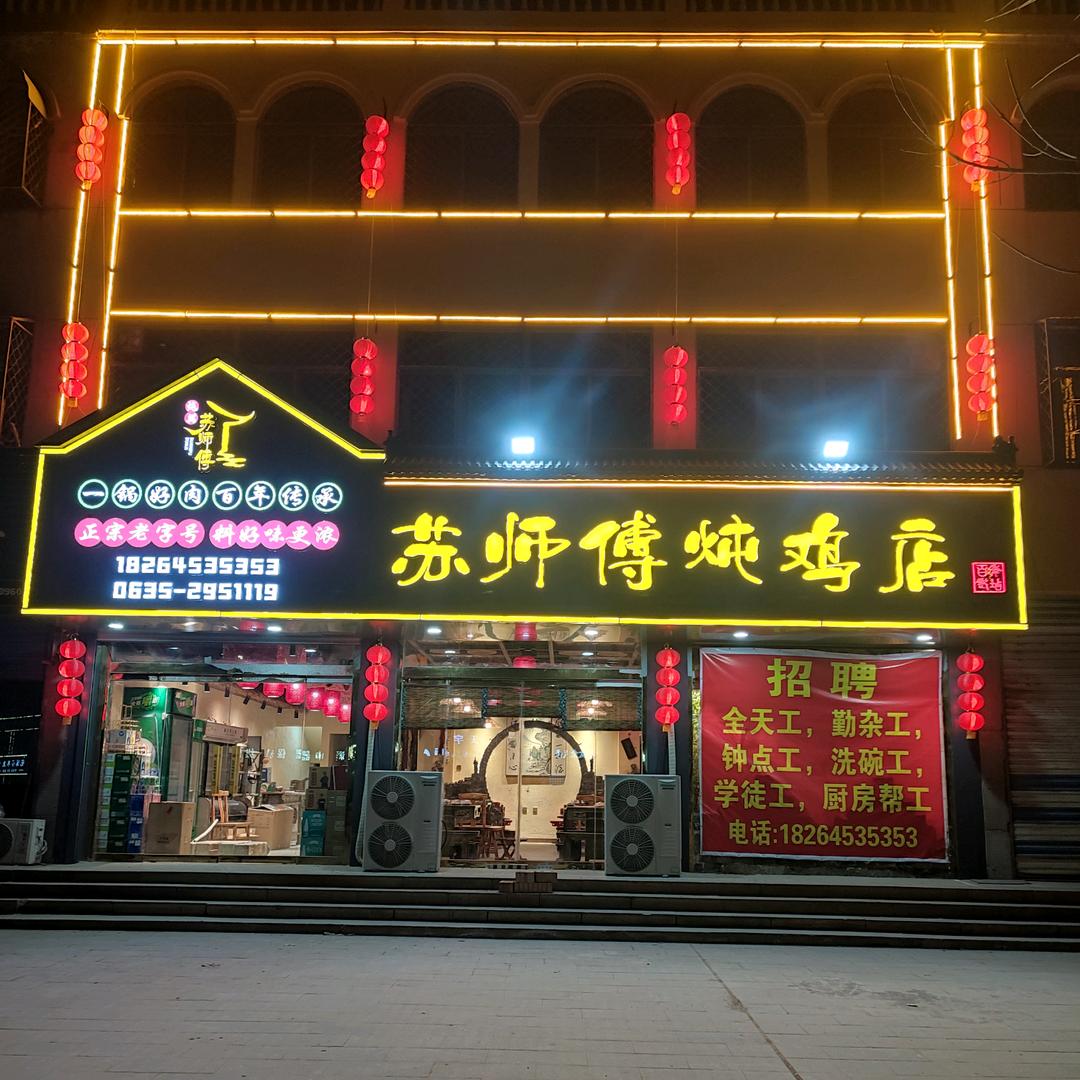 苏师傅
一锅好肉百年传承
正宗老字号 料好味更浓
18264535353
0635-2951119
苏师傅炖鸡店
招聘
全天工，勤杂工，
钟点工，洗碗工，
学徒工，厨房帮工
电话:18264535353